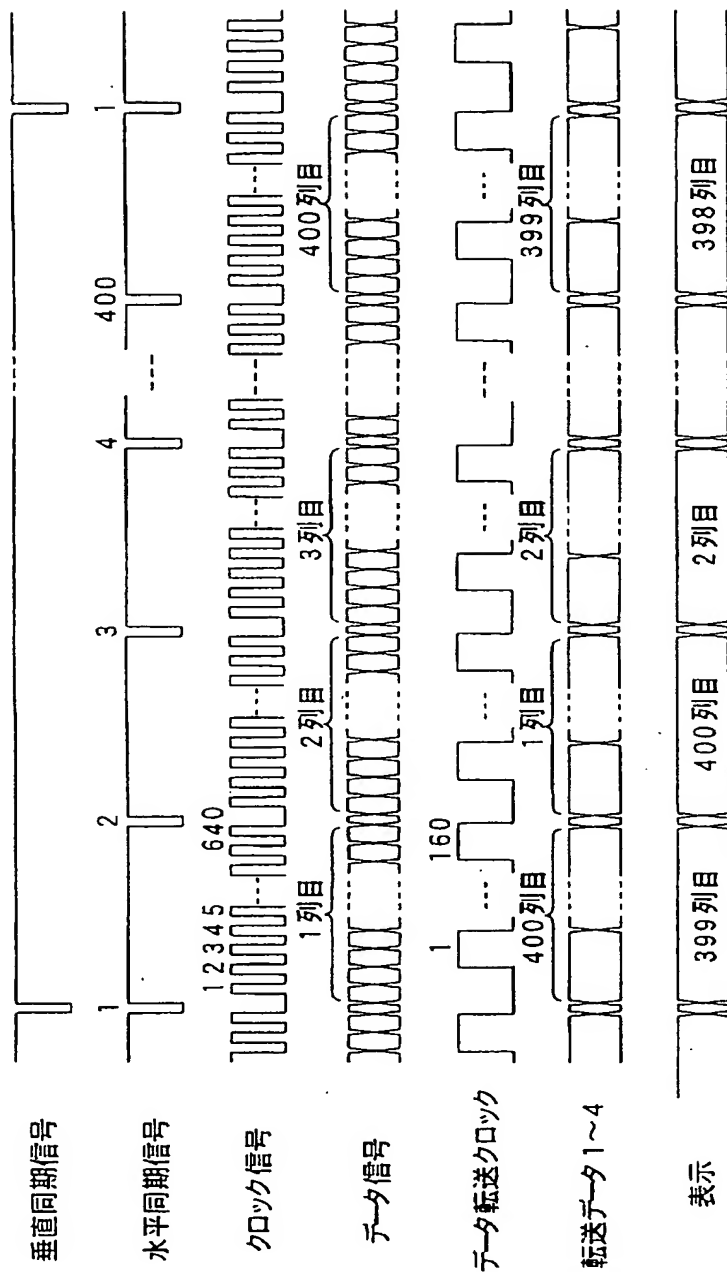 垂直同期信号
水平同期信号 1 2 3 4 400 1
クロック信号 1 2 3 4 5 640
データ信号 1列目 2列目 3列目 400列目
データ転送クロック 1 160
転送データ1〜4 400列目 1列目 2列目 399列目
表示 399列目 400列目 2列目 398列目